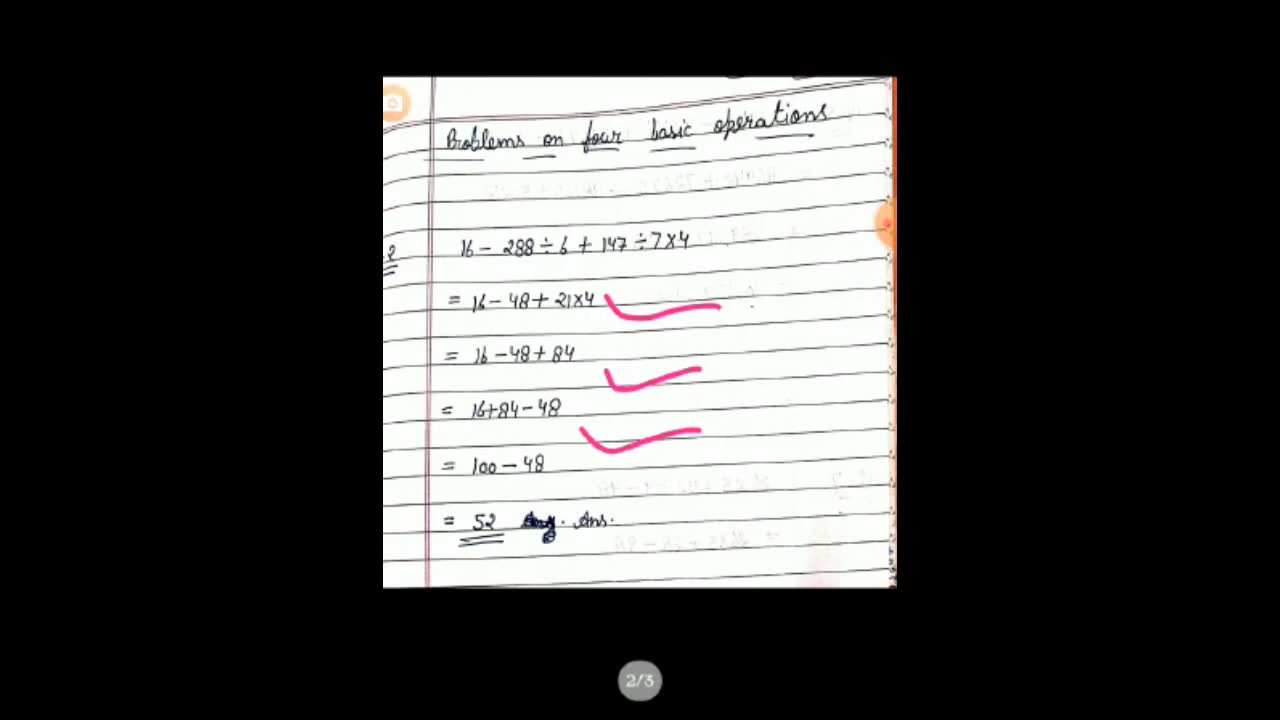 Problems on four basic operations
2
16 - 288 ÷ 6 + 147 ÷ 7 × 4
= 16 - 48 + 21 × 4
= 16 - 48 + 84
= 16 + 84 - 48
= 100 - 48
= 52 Ans.
2/3